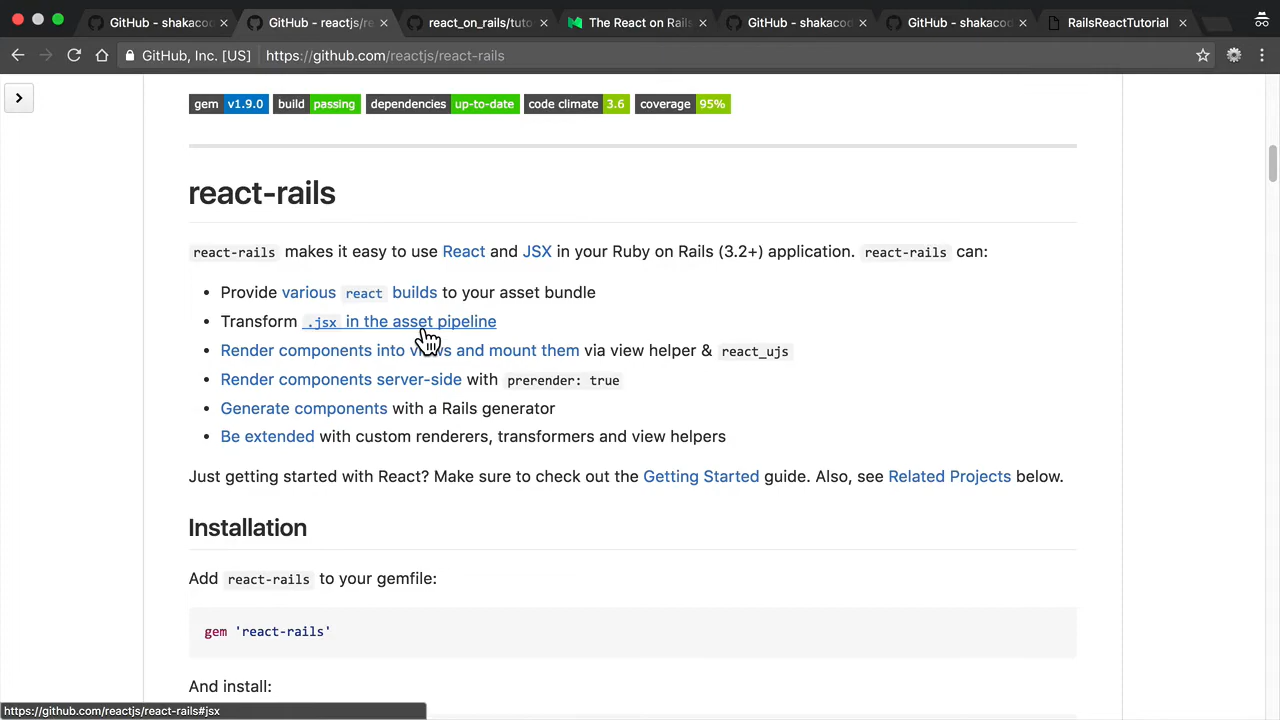 GitHub - shakacod
GitHub - reactjs/re
react_on_rails/tuto
The React on Rails
GitHub - shakacod
GitHub - shakacod
RailsReactTutorial
GitHub, Inc. [US]
https://github.com/reactjs/react-rails
gem v1.9.0 build passing dependencies up-to-date code climate 3.6 coverage 95%
react-rails
react-rails makes it easy to use React and JSX in your Ruby on Rails (3.2+) application. react-rails can:
• Provide various react builds to your asset bundle
• Transform .jsx in the asset pipeline
• Render components into views and mount them via view helper & react_ujs
• Render components server-side with prerender: true
• Generate components with a Rails generator
• Be extended with custom renderers, transformers and view helpers
Just getting started with React? Make sure to check out the Getting Started guide. Also, see Related Projects below.
Installation
Add react-rails to your gemfile:
gem 'react-rails'
And install:
https://github.com/reactjs/react-rails#jsx